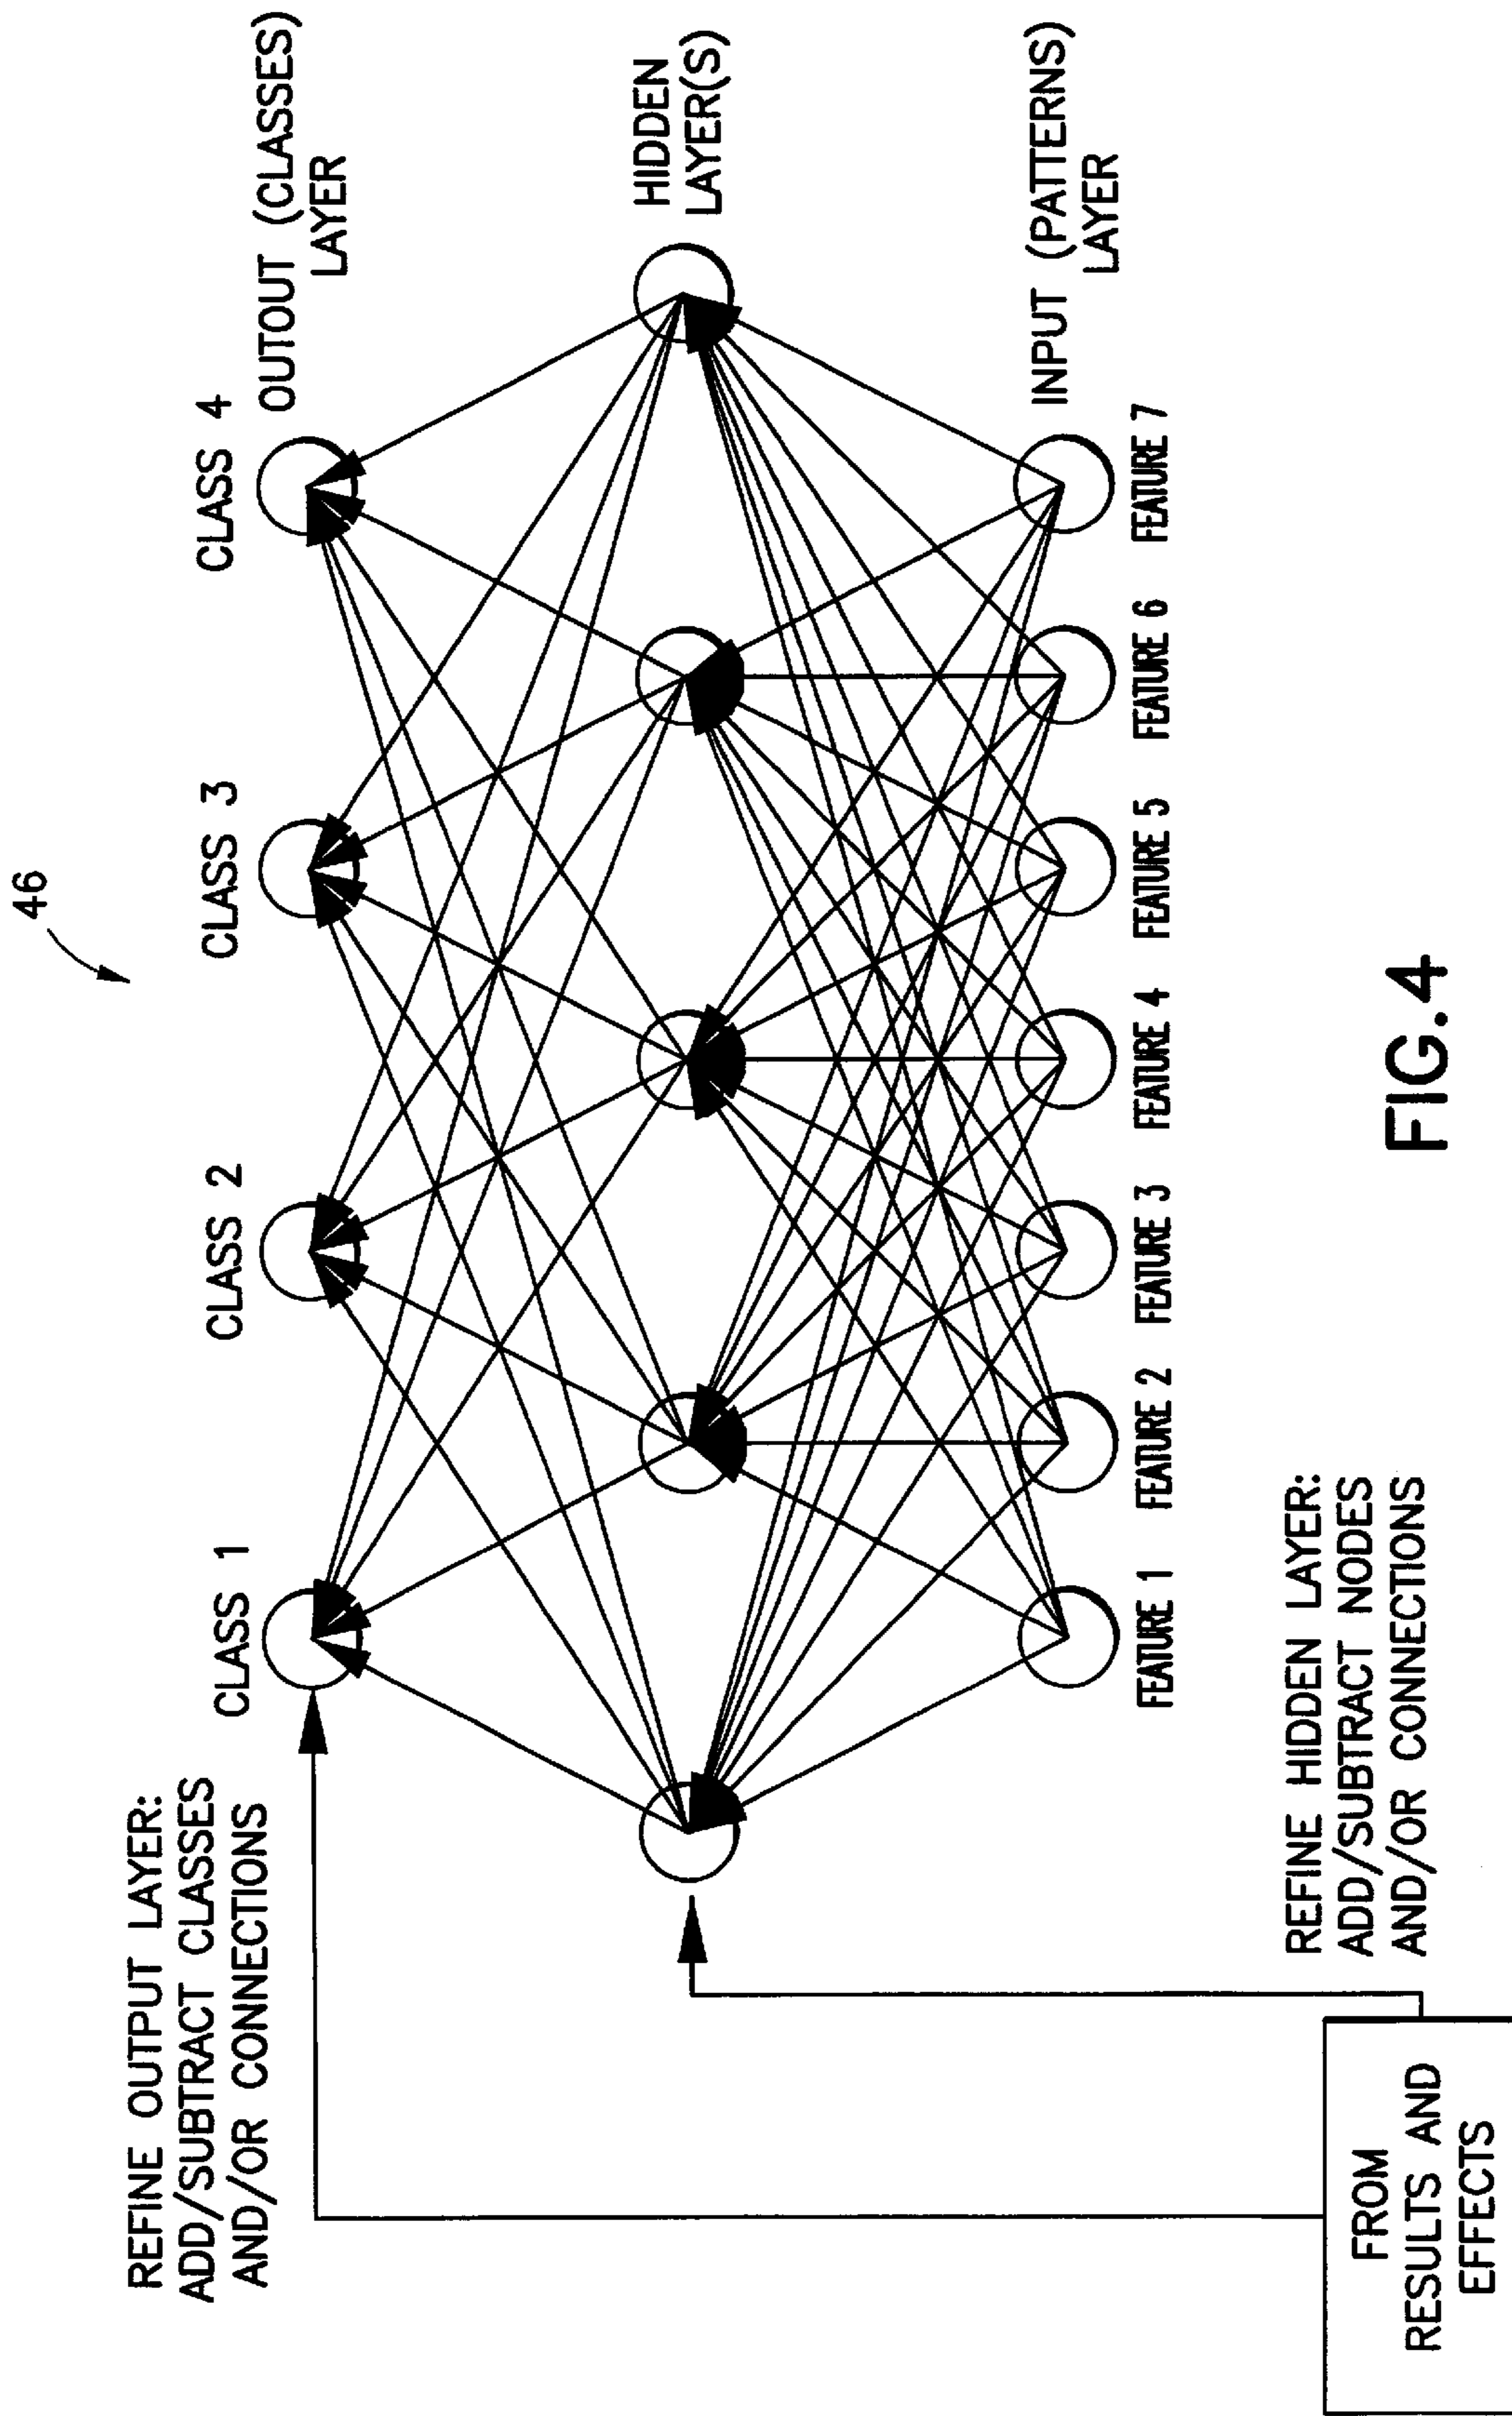 46
REFINE OUTPUT LAYER:
ADD/SUBTRACT CLASSES
AND/OR CONNECTIONS
CLASS 1
CLASS 2
CLASS 3
CLASS 4
OUTOUT (CLASSES)
LAYER
HIDDEN
LAYER(S)
INPUT (PATTERNS)
LAYER
FEATURE 1
FEATURE 2
FEATURE 3
FEATURE 4
FEATURE 5
FEATURE 6
FEATURE 7
REFINE HIDDEN LAYER:
ADD/SUBTRACT NODES
AND/OR CONNECTIONS
FROM
RESULTS AND
EFFECTS
FIG.4